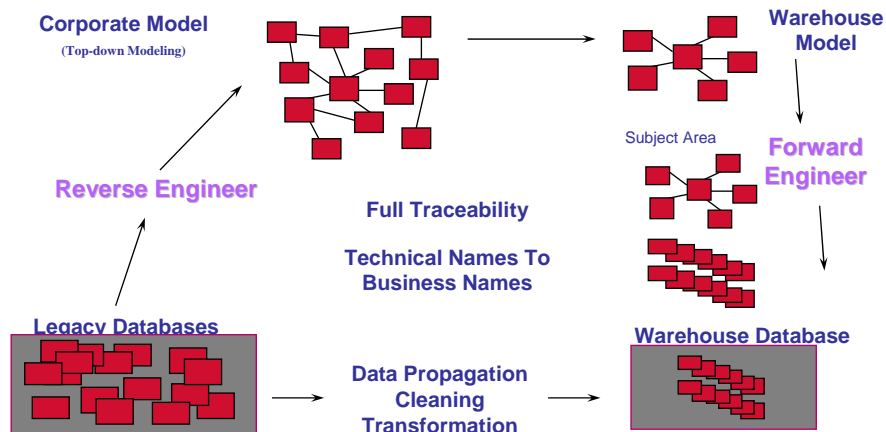 Corporate Model
(Top-down Modeling)
Warehouse
Model
Subject Area
Forward
Engineer
Reverse Engineer
Full Traceability
Technical Names To
Business Names
Legacy Databases
Warehouse Database
Data Propagation
Cleaning
Transformation